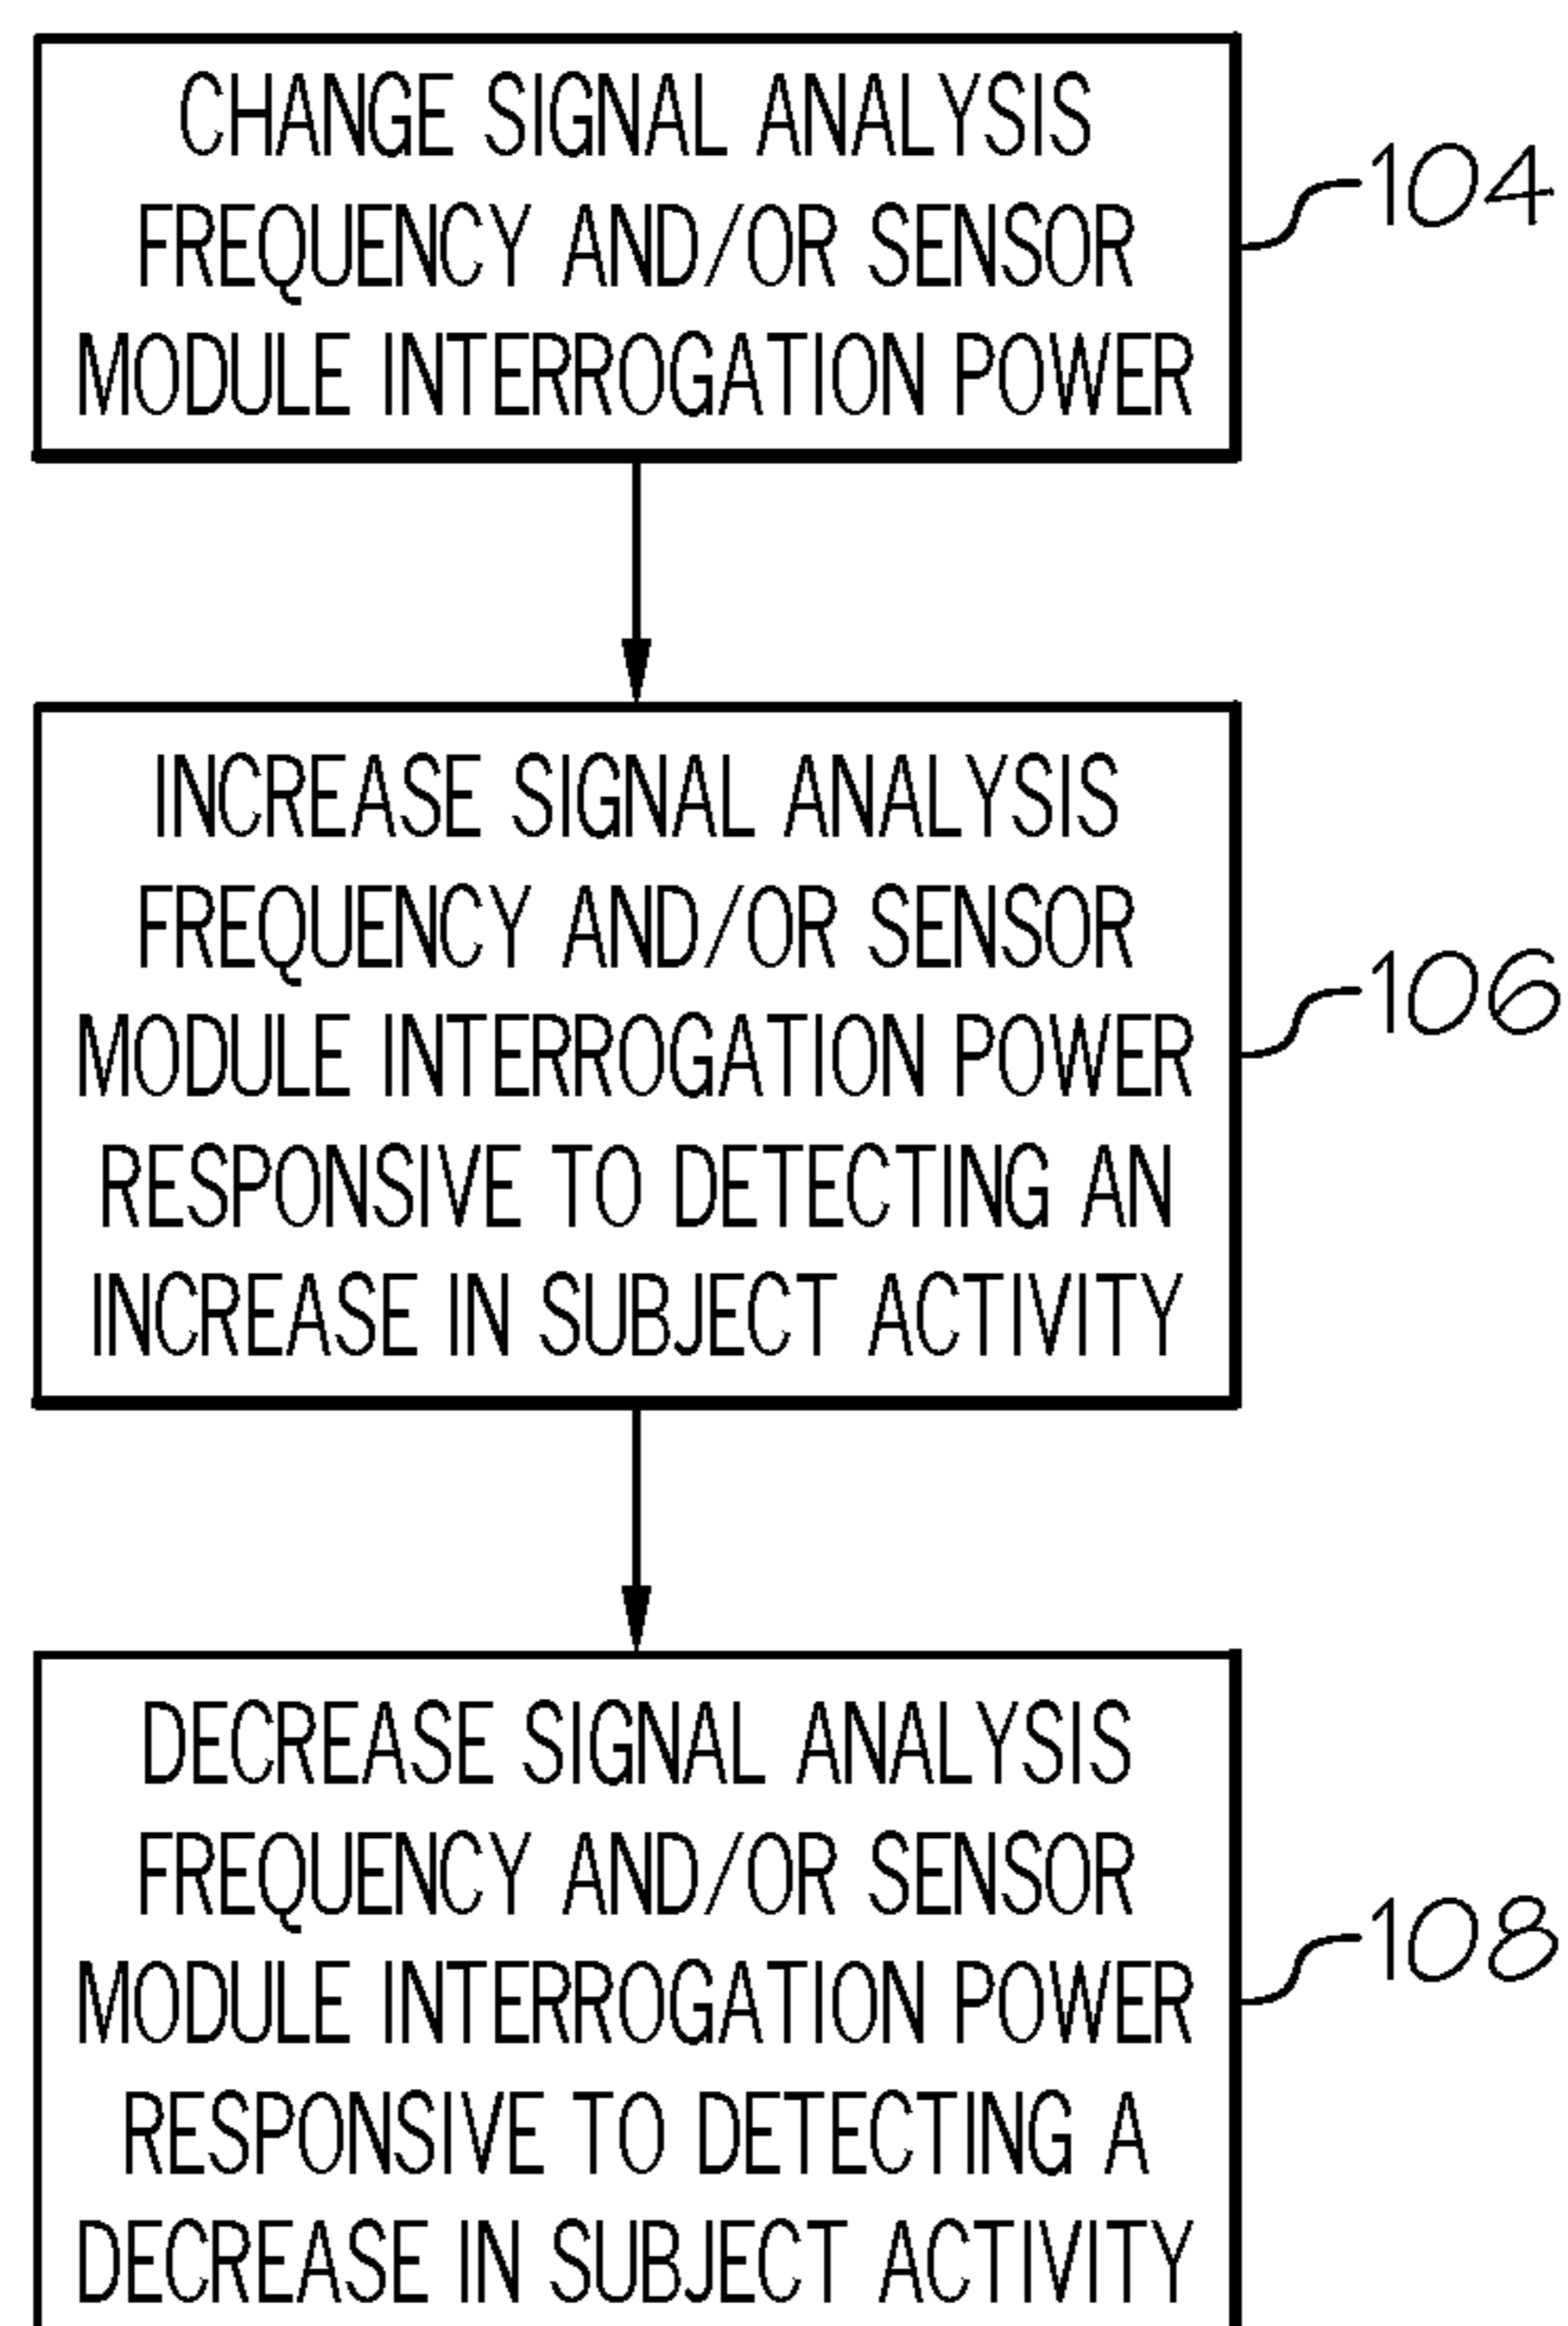 CHANGE SIGNAL ANALYSIS
FREQUENCY AND/OR SENSOR
MODULE INTERROGATION POWER
104
INCREASE SIGNAL ANALYSIS
FREQUENCY AND/OR SENSOR
MODULE INTERROGATION POWER
RESPONSIVE TO DETECTING AN
INCREASE IN SUBJECT ACTIVITY
106
DECREASE SIGNAL ANALYSIS
FREQUENCY AND/OR SENSOR
MODULE INTERROGATION POWER
RESPONSIVE TO DETECTING A
DECREASE IN SUBJECT ACTIVITY
108